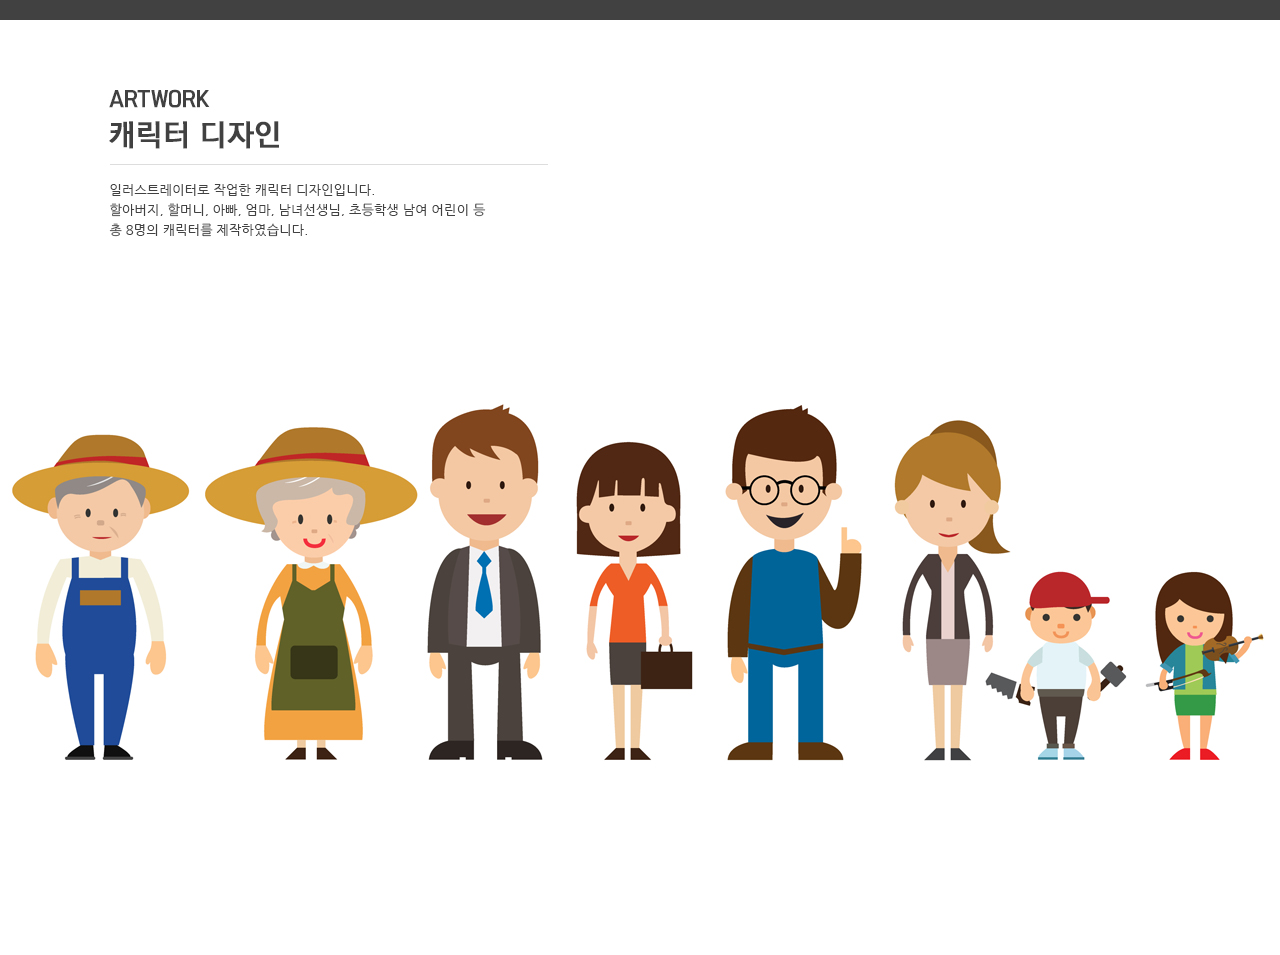 ARTWORK
캐릭터 디자인
일러스트레이터로 작업한 캐릭터 디자인입니다.
할아버지, 할머니, 아빠, 엄마, 남녀선생님, 초등학생 남여 어린이 등
총 8명의 캐릭터를 제작하였습니다.